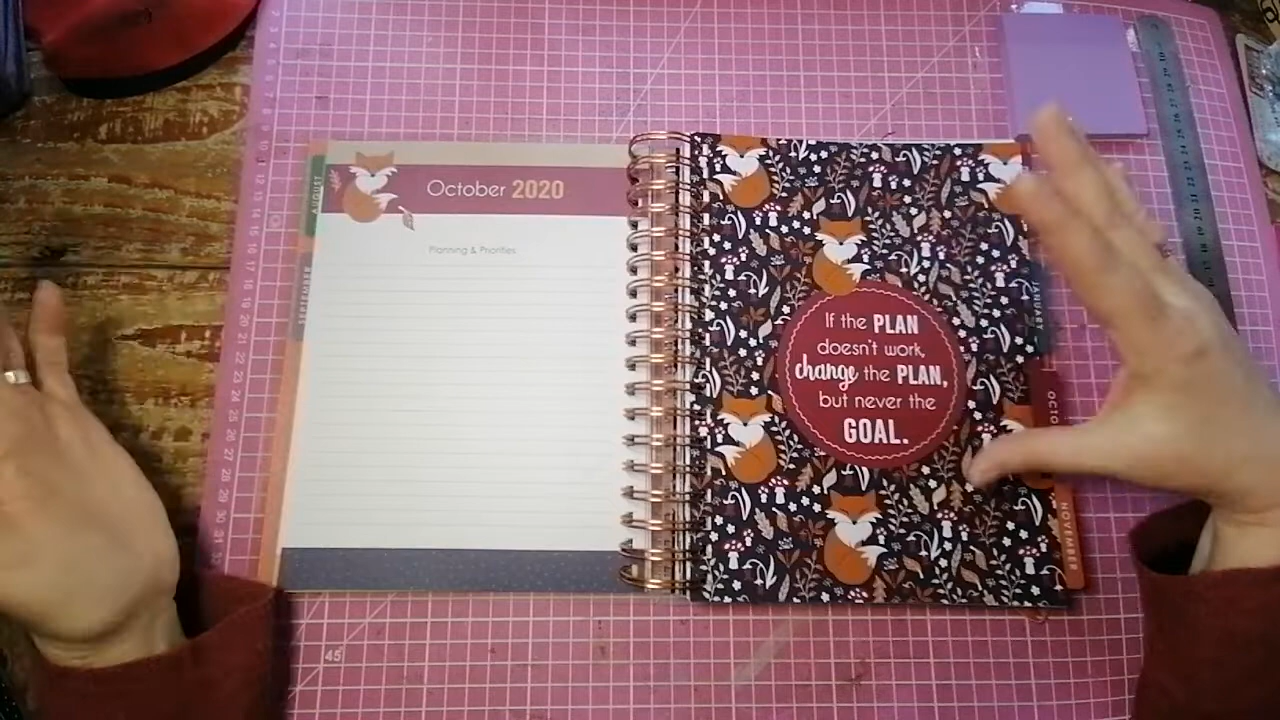 AUGUST
SEPTEMBER
October 2020
Planning & Priorities
If the PLAN
doesn't work,
change the PLAN,
but never the
GOAL.
JANUARY
NOVEMBER
45